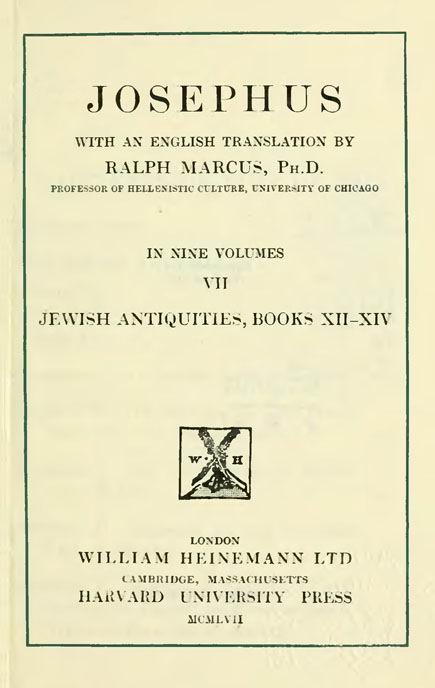 JOSEPHUS
WITH AN ENGLISH TRANSLATION BY
RALPH MARCUS, PH.D.
PROFESSOR OF HELLENISTIC CULTURE, UNIVERSITY OF CHICAGO
IN NINE VOLUMES
VII
JEWISH ANTIQUITIES, BOOKS XII–XIV
W · H
LONDON
WILLIAM HEINEMANN LTD
CAMBRIDGE, MASSACHUSETTS
HARVARD UNIVERSITY PRESS
MCMLVII